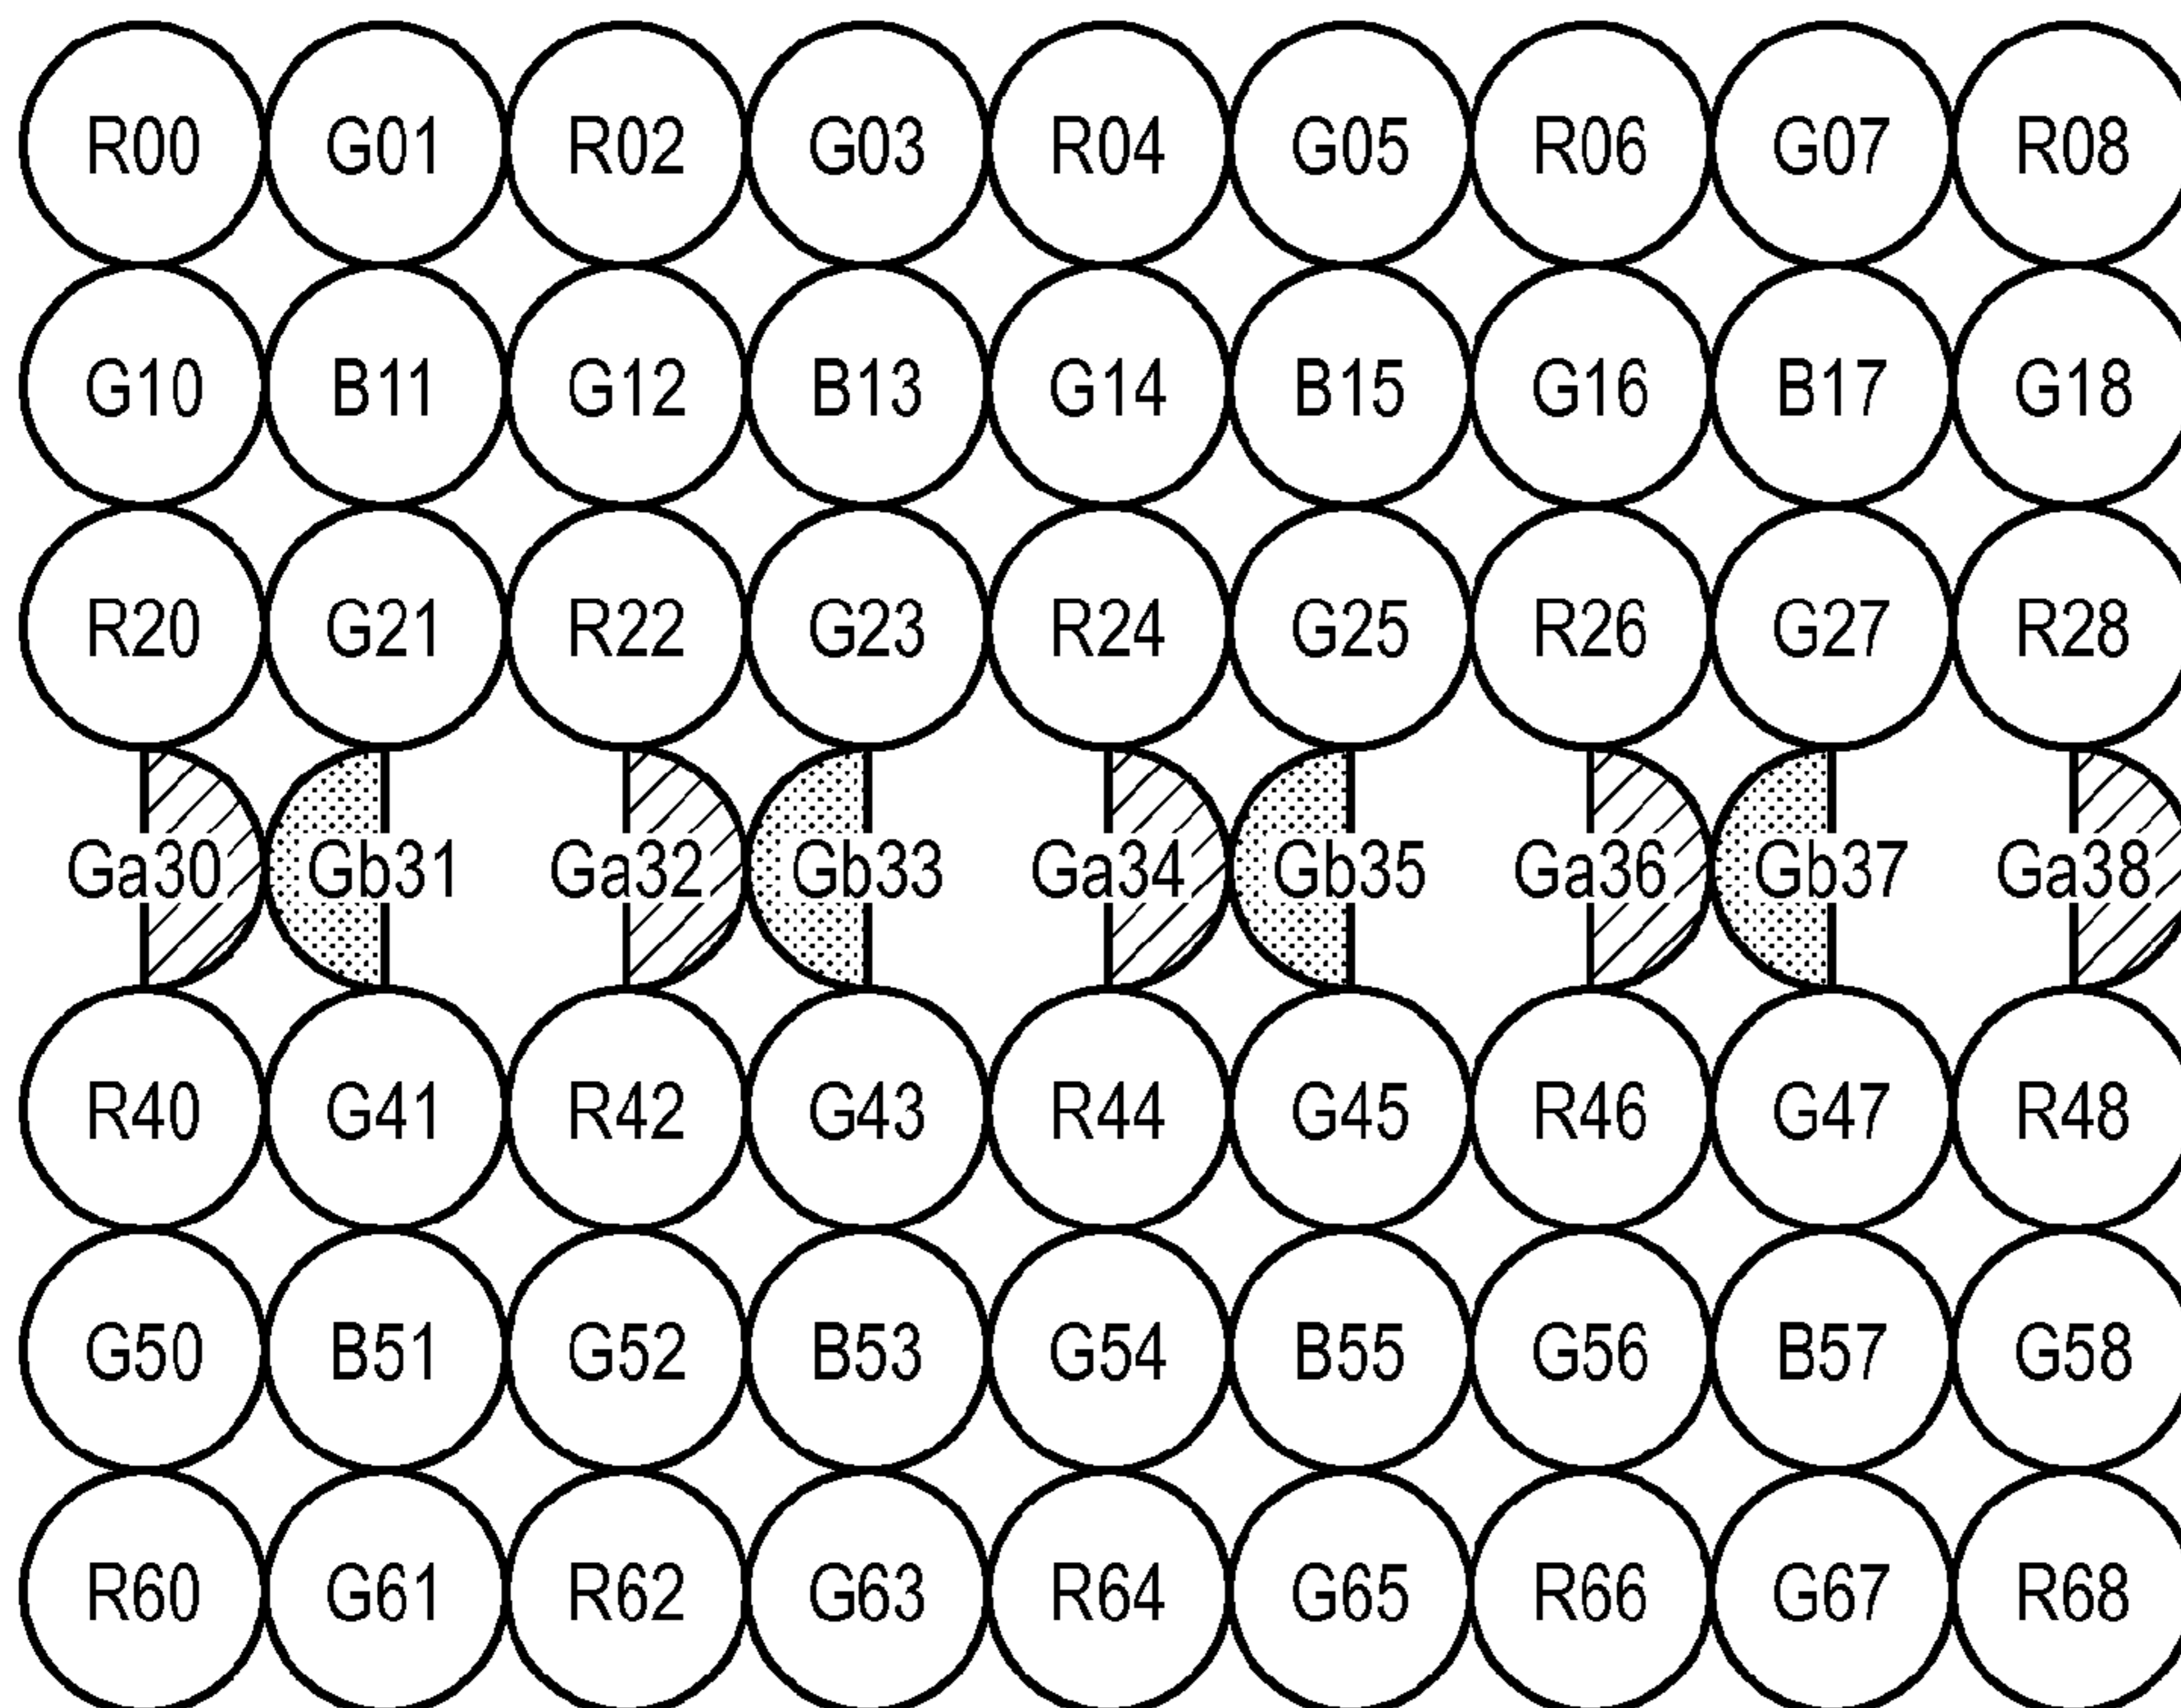 R00 G01 R02 G03 R04 G05 R06 G07 R08
G10 B11 G12 B13 G14 B15 G16 B17 G18
R20 G21 R22 G23 R24 G25 R26 G27 R28
Ga30 Gb31 Ga32 Gb33 Ga34 Gb35 Ga36 Gb37 Ga38
R40 G41 R42 G43 R44 G45 R46 G47 R48
G50 B51 G52 B53 G54 B55 G56 B57 G58
R60 G61 R62 G63 R64 G65 R66 G67 R68